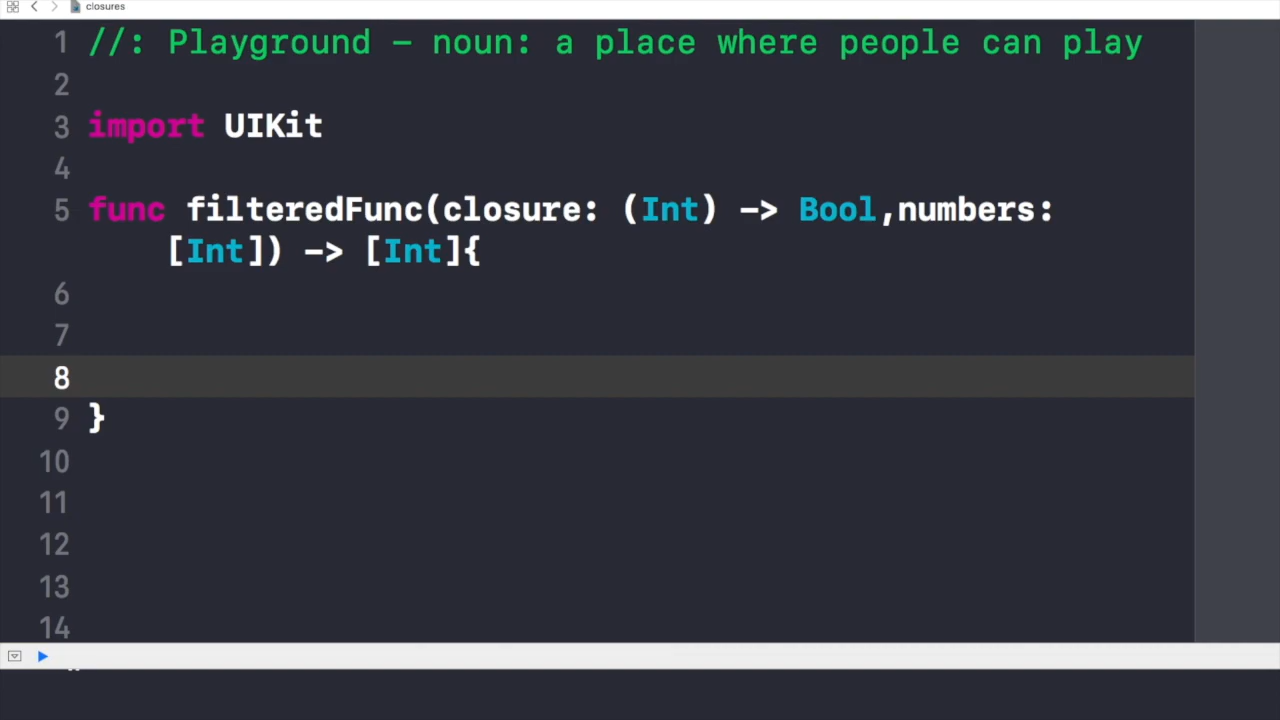 closures
1 //: Playground – noun: a place where people can play
2
3 import UIKit
4
5 func filteredFunc(closure: (Int) -> Bool,numbers:
[Int]) -> [Int]{
6
7
8
9 }
10
11
12
13
14